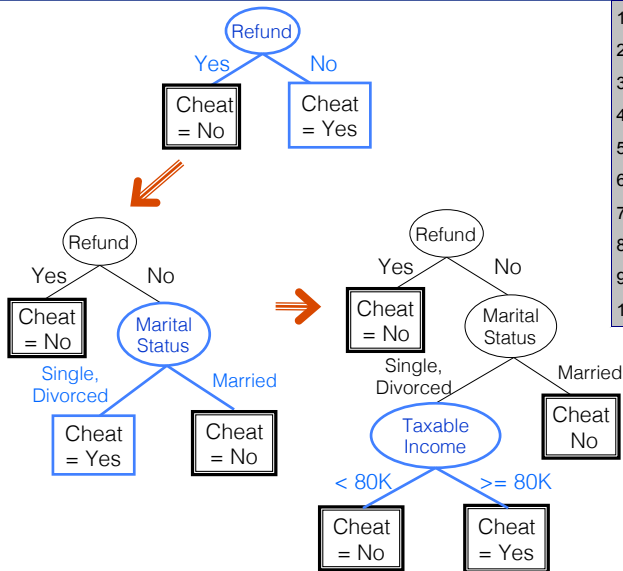 Refund
Yes
No
Cheat
= No
Cheat
= Yes
Refund
Yes
No
Cheat
= No
Marital
Status
Single,
Divorced
Married
Cheat
= Yes
Cheat
= No
Refund
Yes
No
Cheat
= No
Marital
Status
Single,
Divorced
Married
Taxable
Income
Cheat
No
< 80K
>= 80K
Cheat
= No
Cheat
= Yes
1
2
3
4
5
6
7
8
9
1